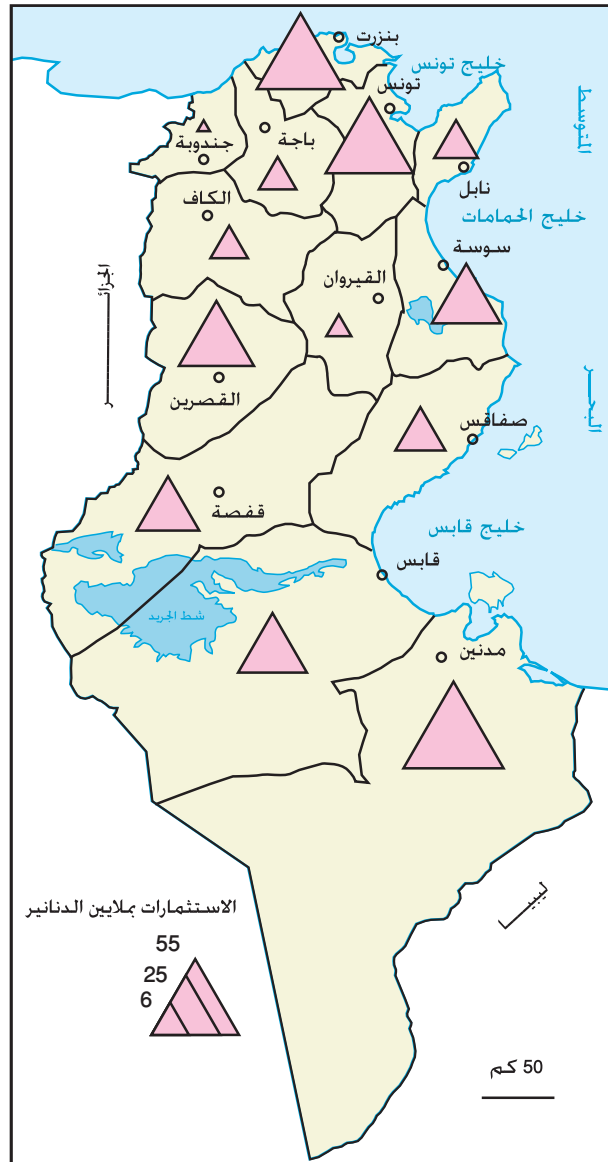 بنزرت
خليج تونس
تونس
المتوسط
باجة
جندوبة
نابل
الكاف
خليج الحمامات
سوسة
الجزائر
القيروان
البحر
القصرين
صفاقس
قفصة
خليج قابس
قابس
شط الجريد
مدنين
ليبيا
الاستثمارات بملايين الدنانير
55
25
6
50 كم